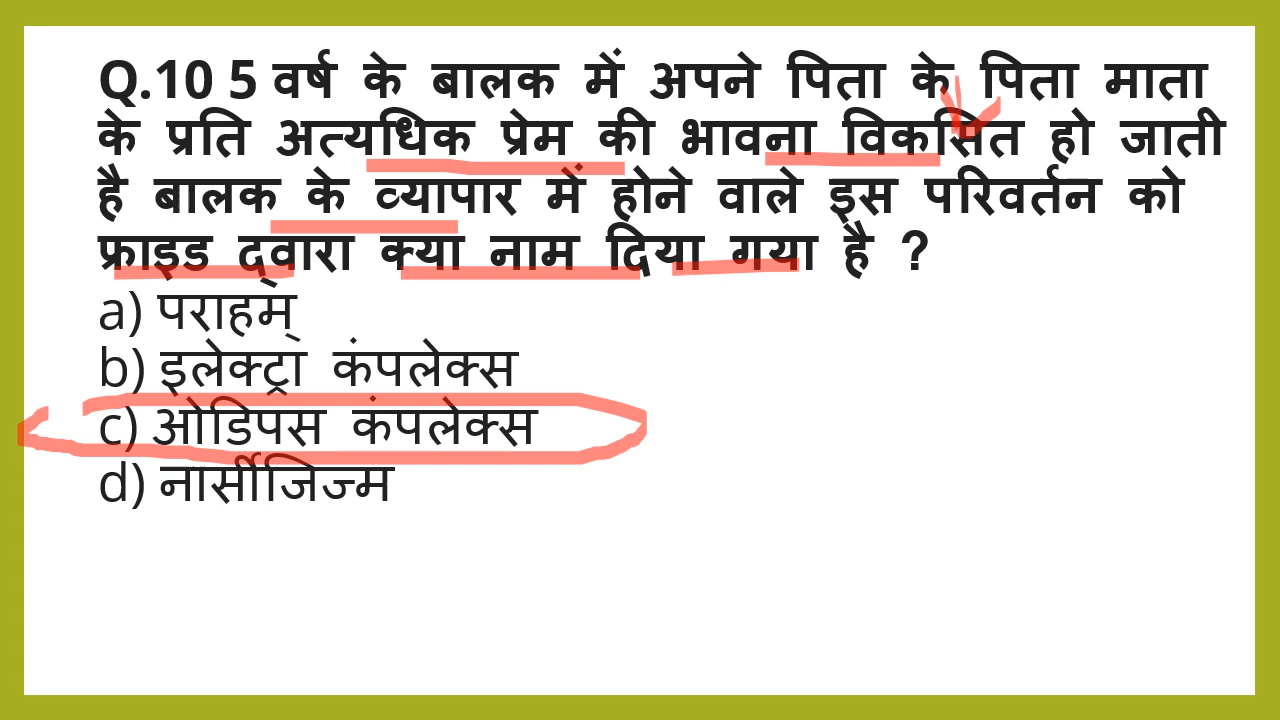 Q.10 5 वर्ष के बालक में अपने पिता के पिता माता
के प्रति अत्यधिक प्रेम की भावना विकसित हो जाती
है बालक के व्यापार में होने वाले इस परिवर्तन को
फ्राइड द्वारा क्या नाम दिया गया है ?
a) पराहम्
b) इलेक्ट्रा कंपलेक्स
c) ओडिपस कंपलेक्स
d) नार्सीजिज्म